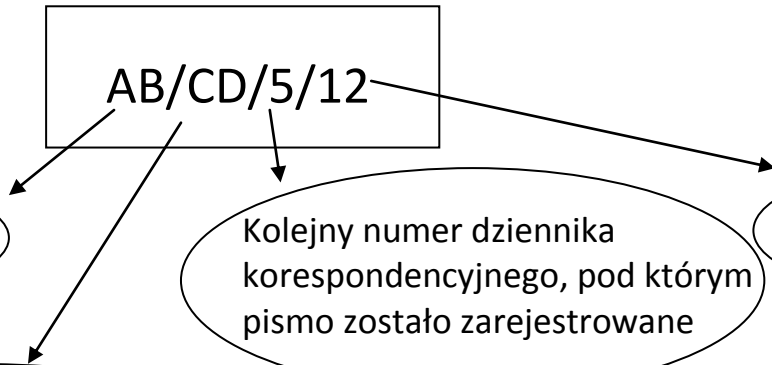 AB/CD/5/12
Kolejny numer dziennika
korespondencyjnego, pod którym
pismo zostało zarejestrowane